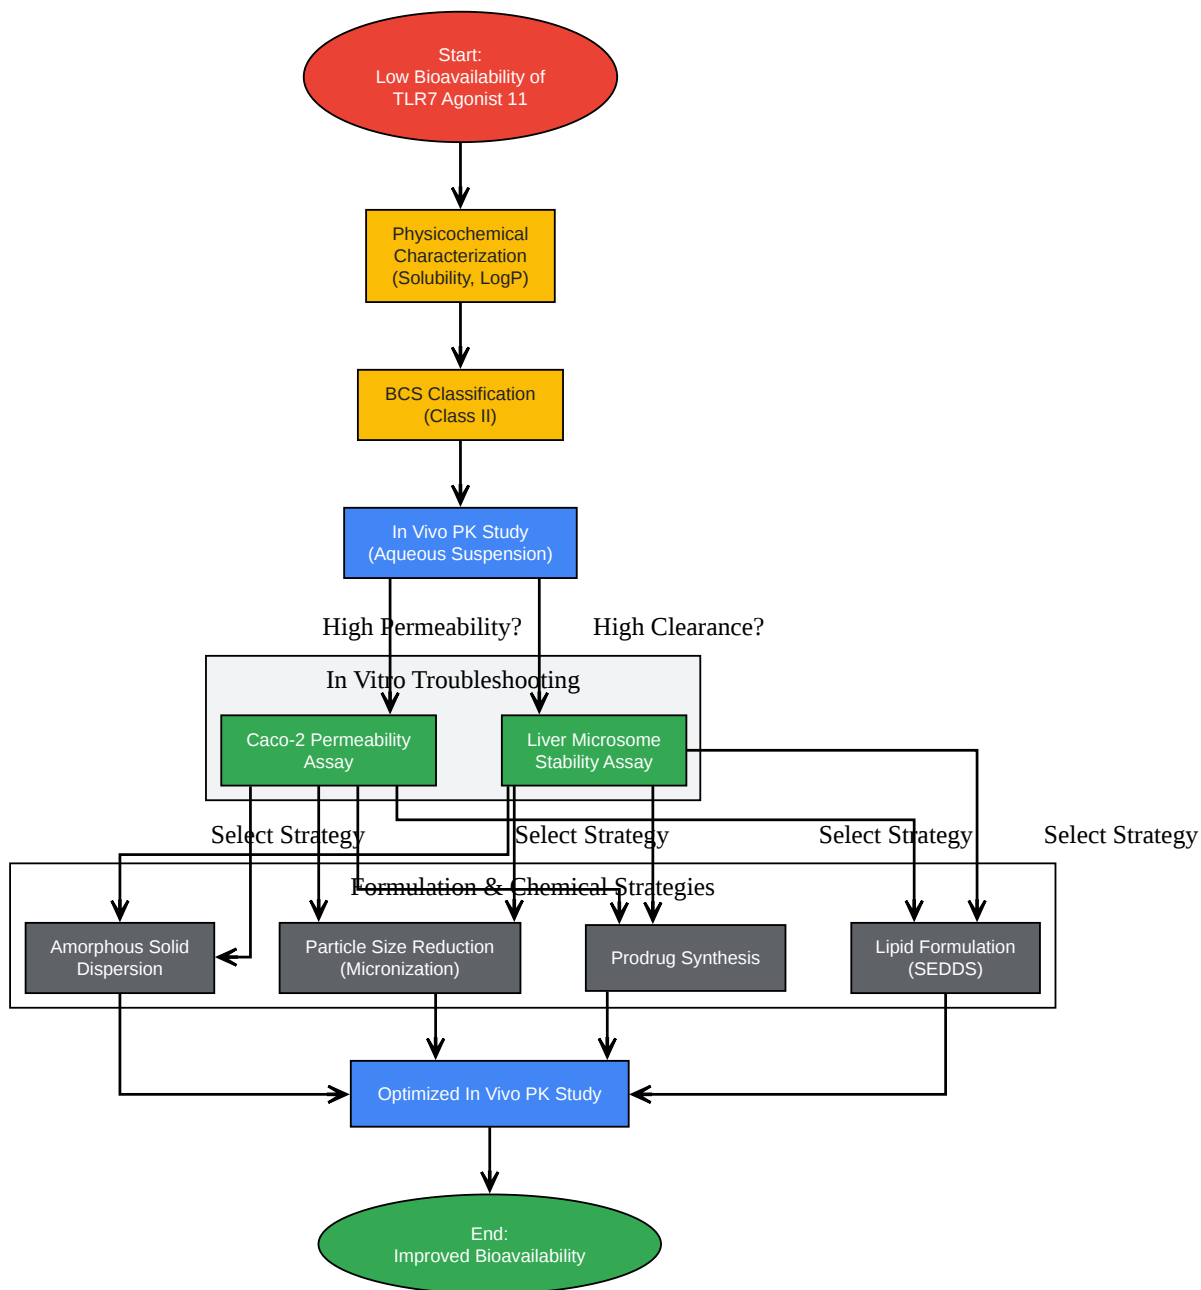 Start:
Low Bioavailability of
TLR7 Agonist 11
Physicochemical
Characterization
(Solubility, LogP)
BCS Classification
(Class II)
In Vivo PK Study
(Aqueous Suspension)
High Permeability?
High Clearance?
In Vitro Troubleshooting
Caco-2 Permeability
Assay
Liver Microsome
Stability Assay
Select Strategy
Select Strategy
Select Strategy
Select Strategy
Formulation & Chemical Strategies
Amorphous Solid
Dispersion
Particle Size Reduction
(Micronization)
Prodrug Synthesis
Lipid Formulation
(SEDDS)
Optimized In Vivo PK Study
End:
Improved Bioavailability